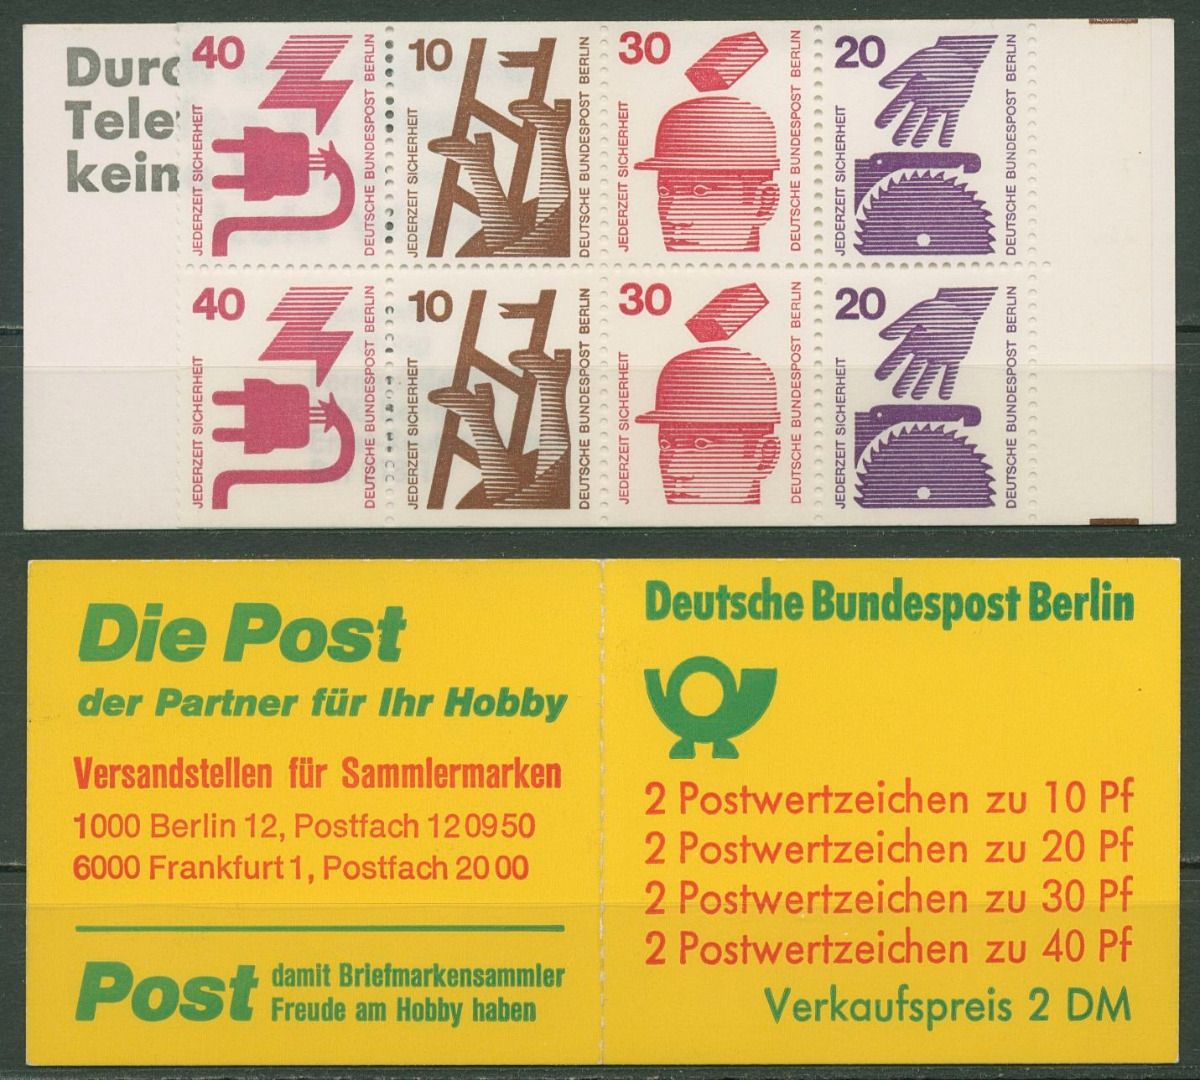 Durc
Tele
kein
40
JEDERZEIT SICHERHEIT
DEUTSCHE BUNDESPOST BERLIN
10
JEDERZEIT SICHERHEIT
DEUTSCHE BUNDESPOST BERLIN
30
JEDERZEIT SICHERHEIT
DEUTSCHE BUNDESPOST BERLIN
20
JEDERZEIT SICHERHEIT
DEUTSCHE BUNDESPOST BERLIN
40
JEDERZEIT SICHERHEIT
DEUTSCHE BUNDESPOST BERLIN
10
JEDERZEIT SICHERHEIT
DEUTSCHE BUNDESPOST BERLIN
30
JEDERZEIT SICHERHEIT
DEUTSCHE BUNDESPOST BERLIN
20
JEDERZEIT SICHERHEIT
DEUTSCHE BUNDESPOST BERLIN
Die Post
der Partner für Ihr Hobby
Versandstellen für Sammlermarken
1000 Berlin 12, Postfach 12 09 50
6000 Frankfurt 1, Postfach 20 00
Post
damit Briefmarkensammler
Freude am Hobby haben
Deutsche Bundespost Berlin
2 Postwertzeichen zu 10 Pf
2 Postwertzeichen zu 20 Pf
2 Postwertzeichen zu 30 Pf
2 Postwertzeichen zu 40 Pf
Verkaufspreis 2 DM